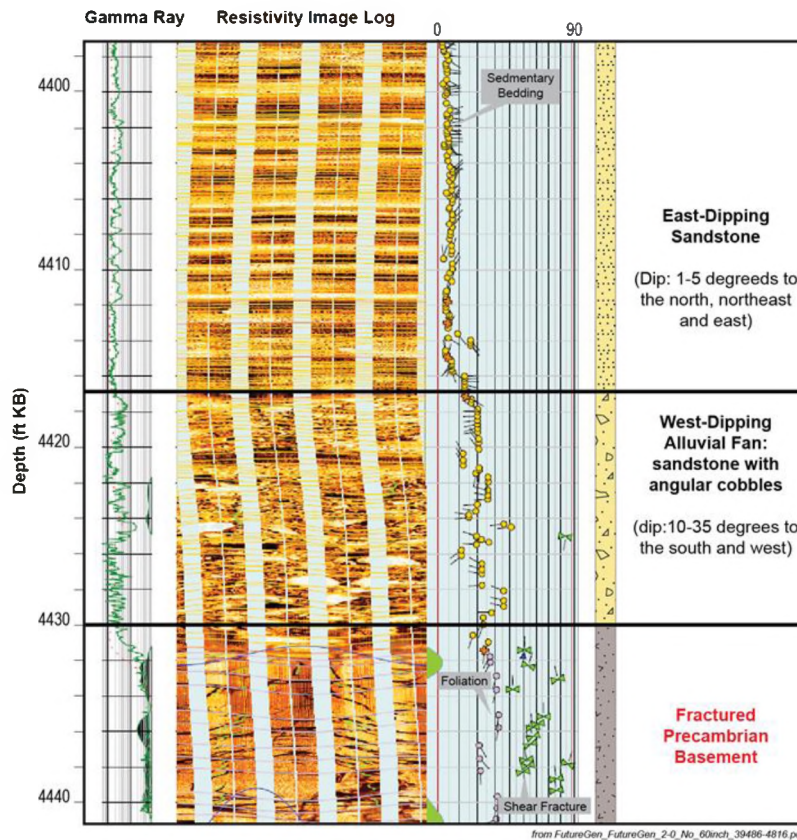 Gamma Ray
Resistivity Image Log
0
90
Depth (ft KB)
4400
4410
4420
4430
4440
Sedmentary
Bedding
Foliation
Shear Fracture
East-Dipping
Sandstone
(Dip: 1-5 degreeds to
the north, northeast
and east)
West-Dipping
Alluvial Fan:
sandstone with
angular cobbles
(dip:10-35 degrees to
the south and west)
Fractured
Precambrian
Basement
from FutureGen_FutureGen_2-0_No_60inch_39486-4816.pd